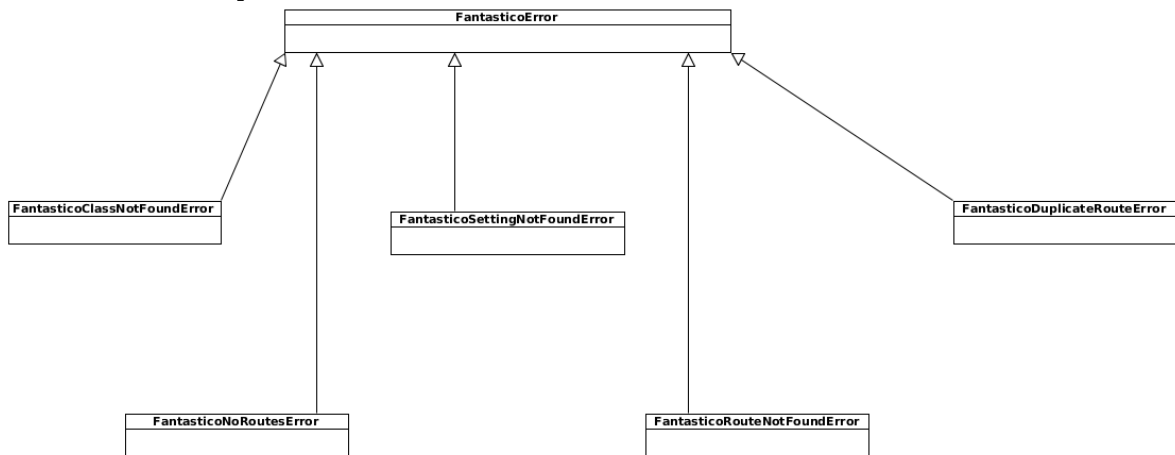 FantasticoError
FantasticoClassNotFoundError
FantasticoSettingNotFoundError
FantasticoDuplicateRouteError
FantasticoNoRoutesError
FantasticoRouteNotFoundError